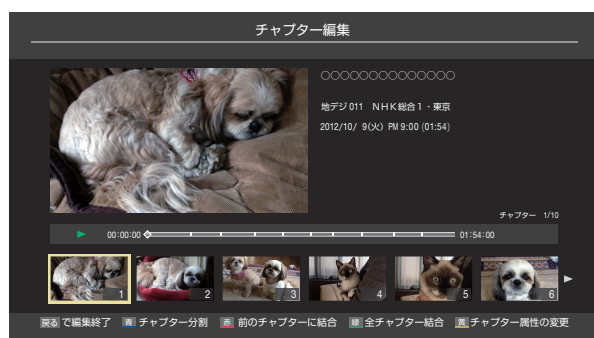 チャプター編集
○○○○○○○○○○○○○○
地デジ 011 NHK総合1・東京
2012/10/ 9(火) PM 9:00 (01:54)
チャプター 1/10
00:00:00 01:54:00
1 2 3 4 5 6
戻る で編集終了 青 チャプター分割 赤 前のチャプターに結合 緑 全チャプター結合 黄 チャプター属性の変更